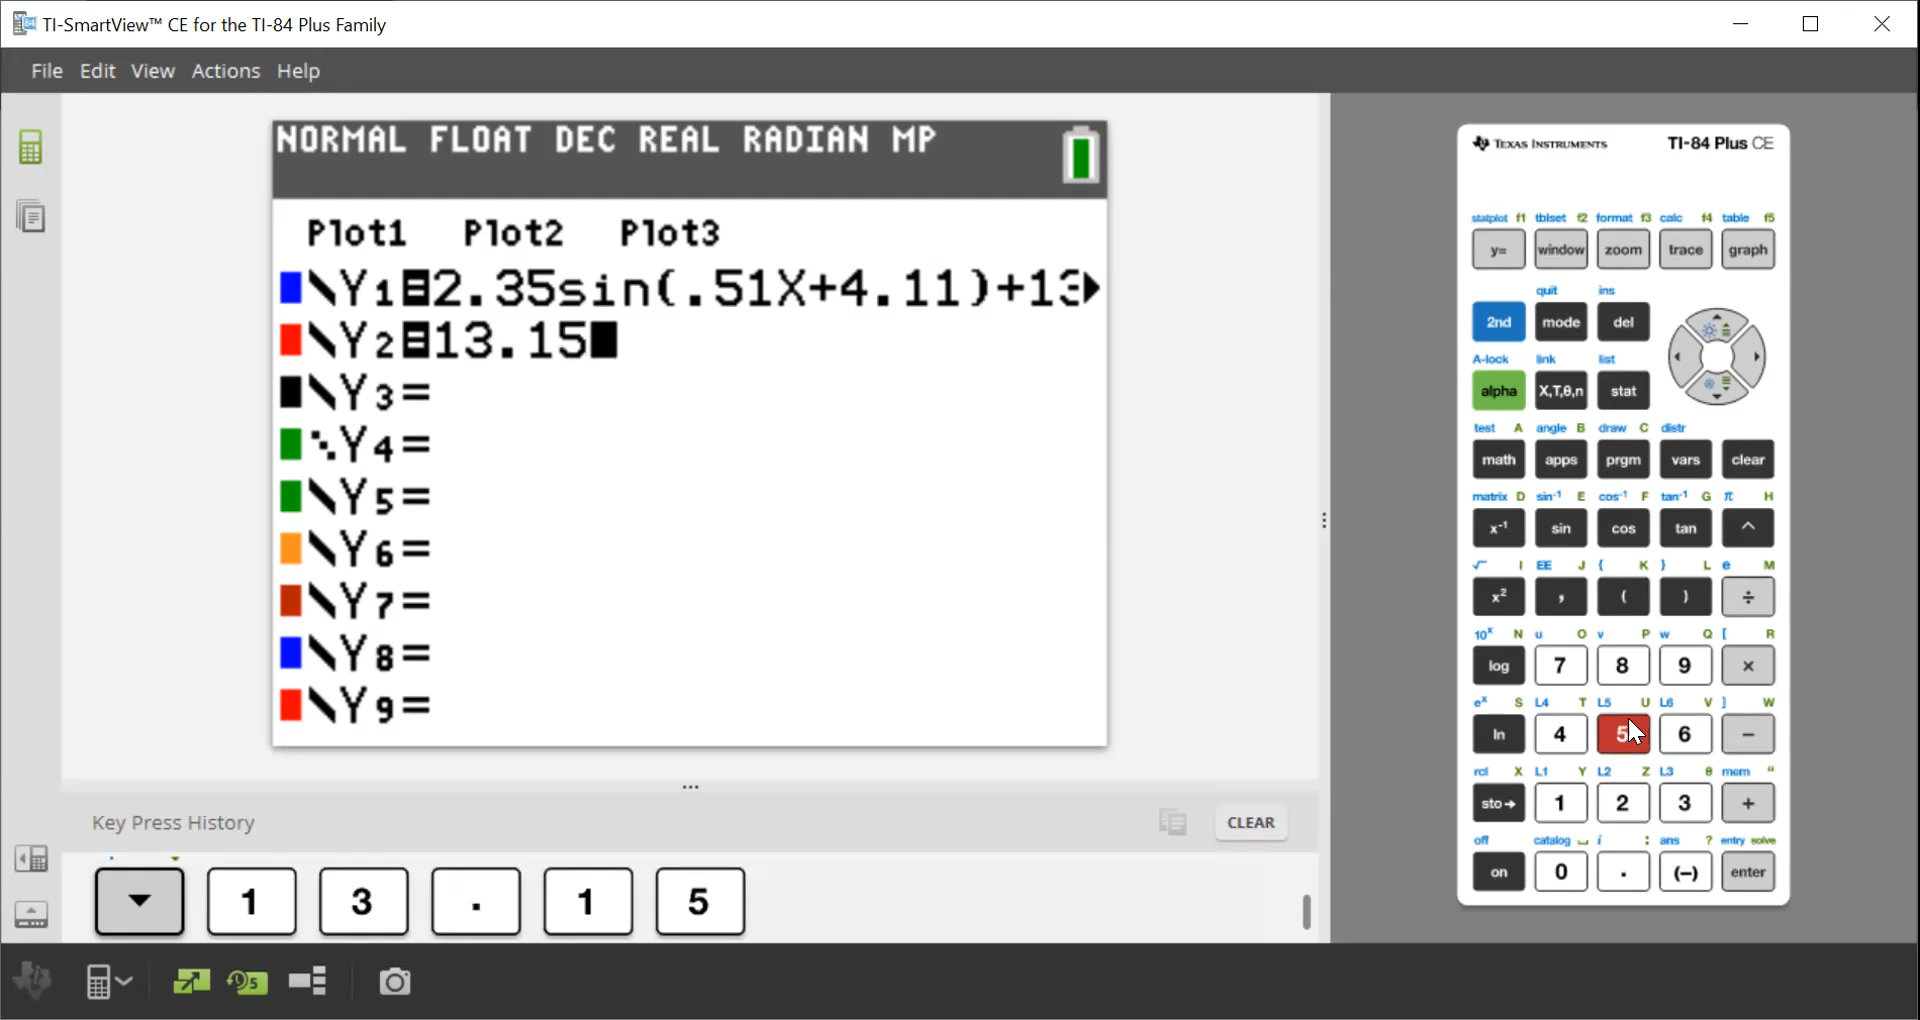 TI-SmartView™ CE for the TI-84 Plus Family
File Edit View Actions Help
NORMAL FLOAT DEC REAL RADIAN MP
Plot1 Plot2 Plot3
\Y1=2.35sin(.51X+4.11)+13
\Y2=13.15
\Y3=
Y4=
\Y5=
\Y6=
\Y7=
\Y8=
\Y9=
Key Press History
CLEAR
1 3 . 1 5
TEXAS INSTRUMENTS TI-84 Plus CE
statplot f1 tblset f2 format f3 calc f4 table f5
y= window zoom trace graph
quit ins
2nd mode del
A-lock link list
alpha X,T,θ,n stat
test A angle B draw C distr
math apps prgm vars clear
matrix D sin⁻¹ E cos⁻¹ F tan⁻¹ G π H
x⁻¹ sin cos tan ^
√ I EE J { K } L e M
x² , ( ) ÷
10ˣ N u O v P w Q [ R
log 7 8 9 ×
eˣ S L4 T L5 U L6 V ] W
ln 4 5 6 −
rcl X L1 Y L2 Z L3 θ mem “
sto→ 1 2 3 +
off catalog i : ans ? entry solve
on 0 . (−) enter
5